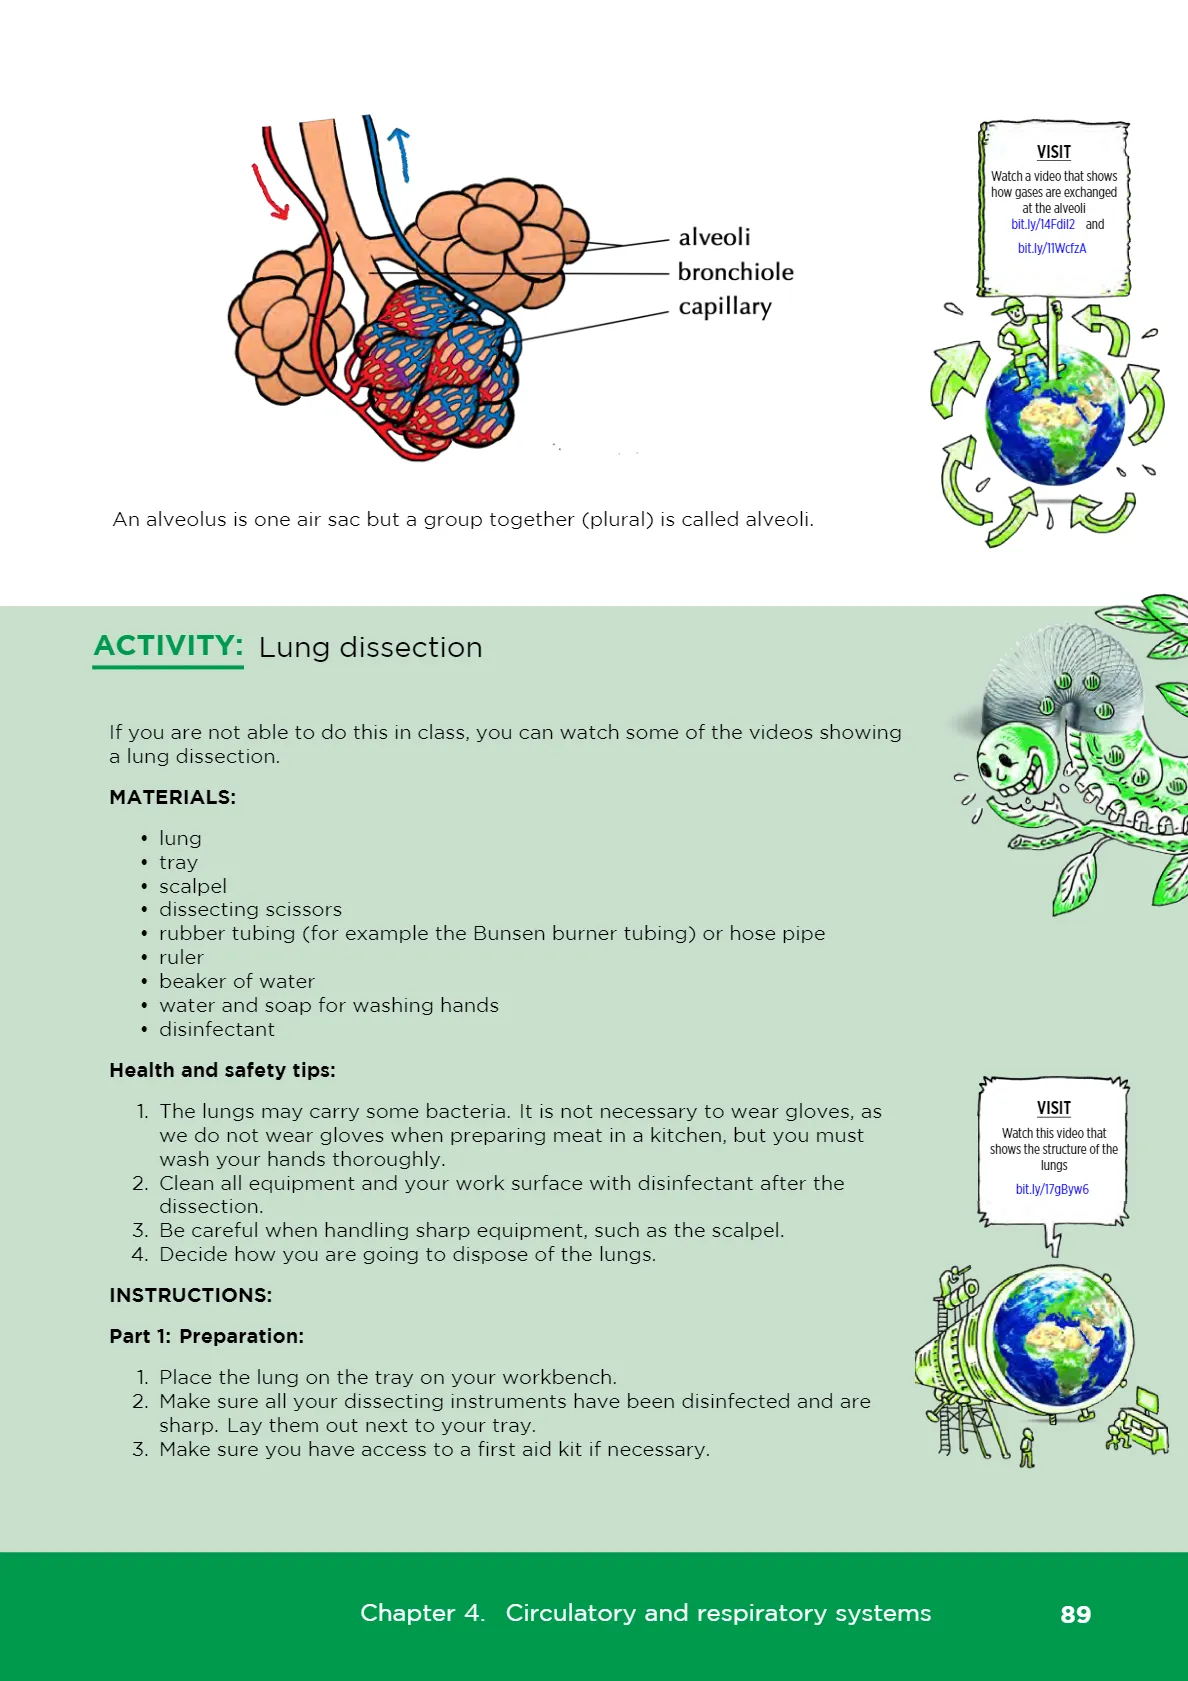 alveoli
bronchiole
capillary
VISIT
Watch a video that shows
how gases are exchanged
at the alveoli
bit.ly/14FdiI2 and
bit.ly/11WcfzA
An alveolus is one air sac but a group together (plural) is called alveoli.
ACTIVITY: Lung dissection
If you are not able to do this in class, you can watch some of the videos showing
a lung dissection.
MATERIALS:
• lung
• tray
• scalpel
• dissecting scissors
• rubber tubing (for example the Bunsen burner tubing) or hose pipe
• ruler
• beaker of water
• water and soap for washing hands
• disinfectant
Health and safety tips:
1. The lungs may carry some bacteria. It is not necessary to wear gloves, as
we do not wear gloves when preparing meat in a kitchen, but you must
wash your hands thoroughly.
2. Clean all equipment and your work surface with disinfectant after the
dissection.
3. Be careful when handling sharp equipment, such as the scalpel.
4. Decide how you are going to dispose of the lungs.
VISIT
Watch this video that
shows the structure of the
lungs
bit.ly/17gByw6
INSTRUCTIONS:
Part 1: Preparation:
1. Place the lung on the tray on your workbench.
2. Make sure all your dissecting instruments have been disinfected and are
sharp. Lay them out next to your tray.
3. Make sure you have access to a first aid kit if necessary.
Chapter 4. Circulatory and respiratory systems 89